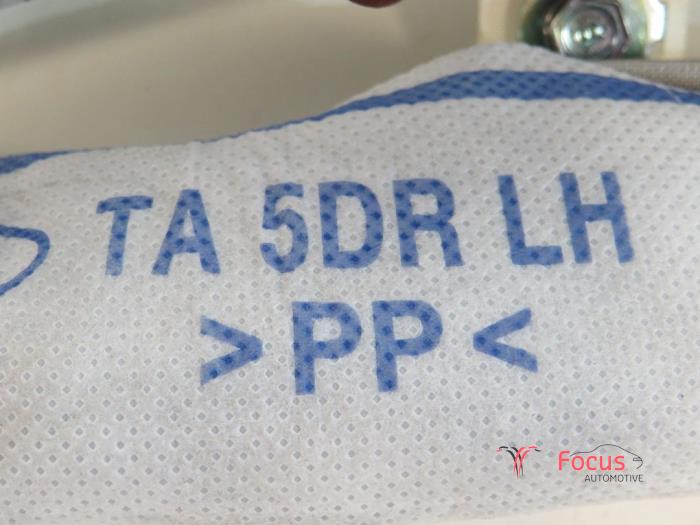 TA 5DR LH
>PP<
Focus
AUTOMOTIVE